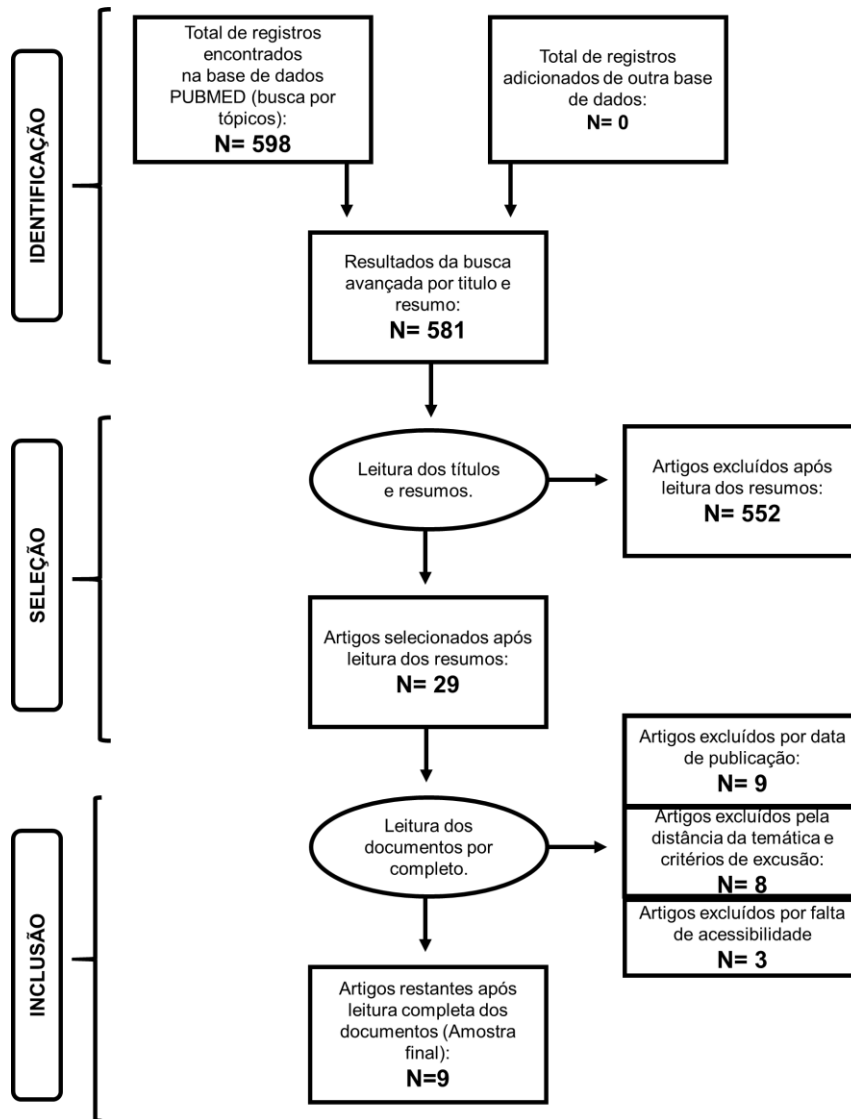 IDENTIFICAÇÃO
Total de registros
encontrados
na base de dados
PUBMED (busca por
tópicos):
N= 598
Total de registros
adicionados de outra base
de dados:
N= 0
Resultados da busca
avançada por titulo e
resumo:
N= 581
SELEÇÃO
Leitura dos títulos
e resumos.
Artigos excluídos após
leitura dos resumos:
N= 552
Artigos selecionados após
leitura dos resumos:
N= 29
INCLUSÃO
Leitura dos
documentos por
completo.
Artigos excluídos por data
de publicação:
N= 9
Artigos excluídos pela
distância da temática e
critérios de excusão:
N= 8
Artigos excluídos por falta
de acessibilidade
N= 3
Artigos restantes após
leitura completa dos
documentos (Amostra
final):
N=9